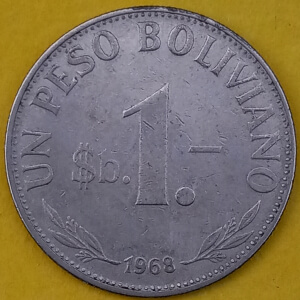 UN PESO BOLIVIANO
$b. 1.-
1968